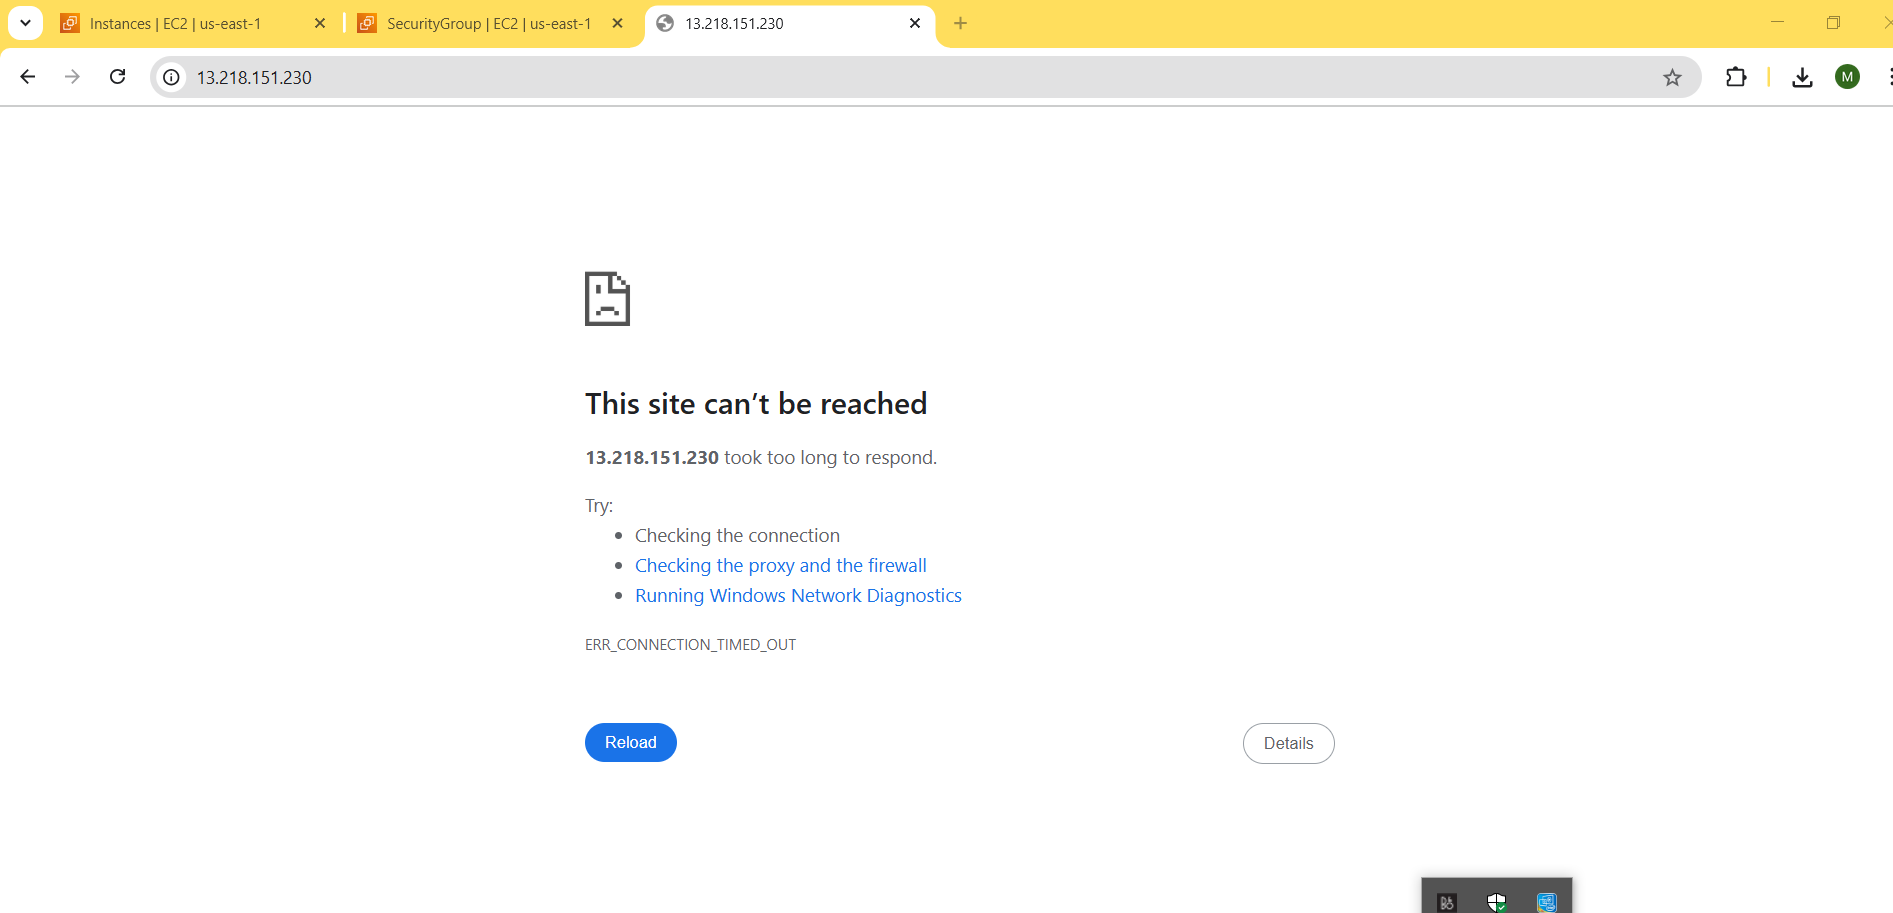 Instances | EC2 | us-east-1
SecurityGroup | EC2 | us-east-1
13.218.151.230
13.218.151.230
M
This site can’t be reached
13.218.151.230 took too long to respond.
Try:
Checking the connection
Checking the proxy and the firewall
Running Windows Network Diagnostics
ERR_CONNECTION_TIMED_OUT
Reload
Details